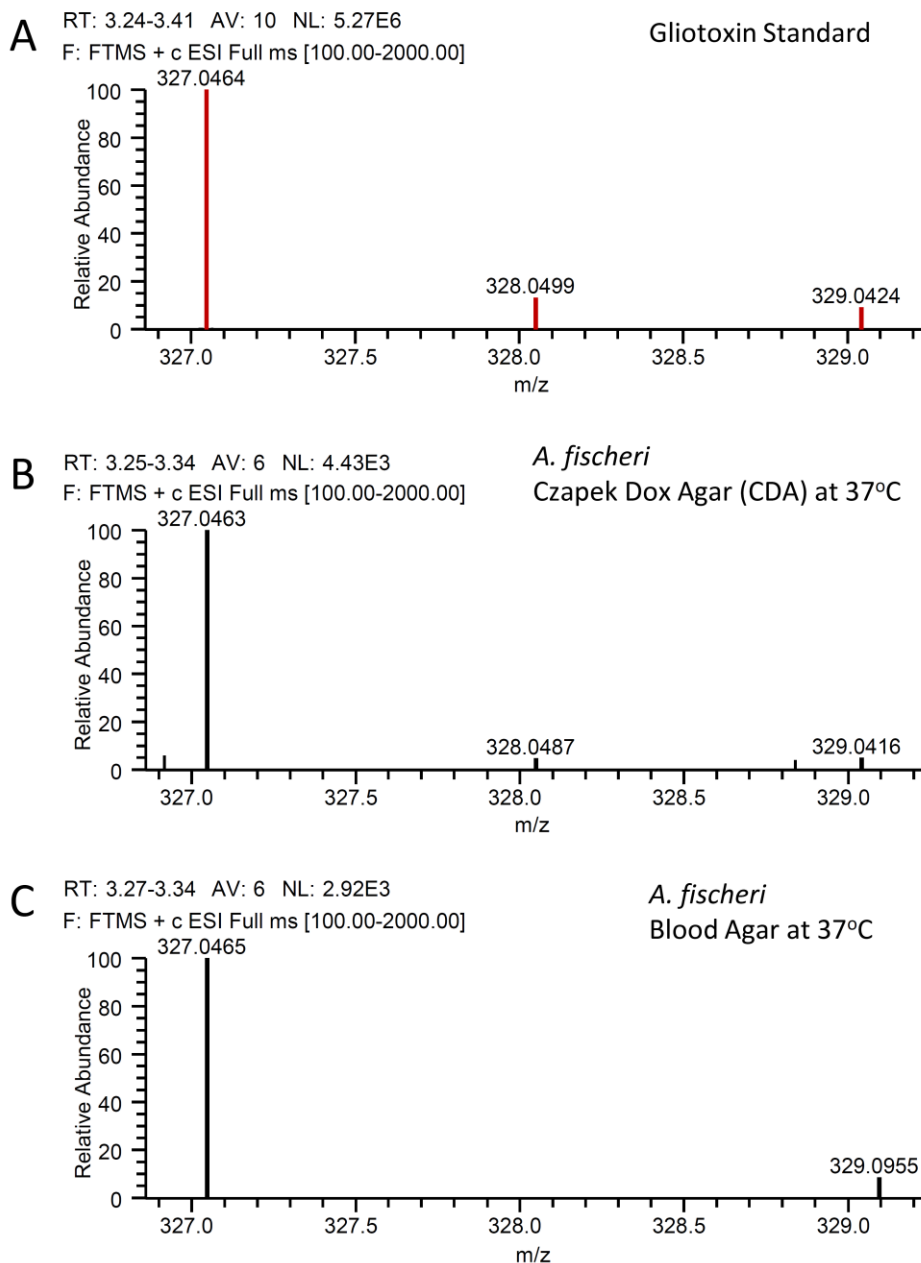 A
RT: 3.24-3.41 AV: 10 NL: 5.27E6
F: FTMS + c ESI Full ms [100.00-2000.00]
Gliotoxin Standard
327.0464
328.0499
329.0424
Relative Abundance
100
80
60
40
20
0
327.0 327.5 328.0 328.5 329.0
m/z
B
RT: 3.25-3.34 AV: 6 NL: 4.43E3
F: FTMS + c ESI Full ms [100.00-2000.00]
A. fischeri
Czapek Dox Agar (CDA) at 37°C
327.0463
328.0487
329.0416
Relative Abundance
100
80
60
40
20
0
327.0 327.5 328.0 328.5 329.0
m/z
C
RT: 3.27-3.34 AV: 6 NL: 2.92E3
F: FTMS + c ESI Full ms [100.00-2000.00]
A. fischeri
Blood Agar at 37°C
327.0465
329.0955
Relative Abundance
100
80
60
40
20
0
327.0 327.5 328.0 328.5 329.0
m/z